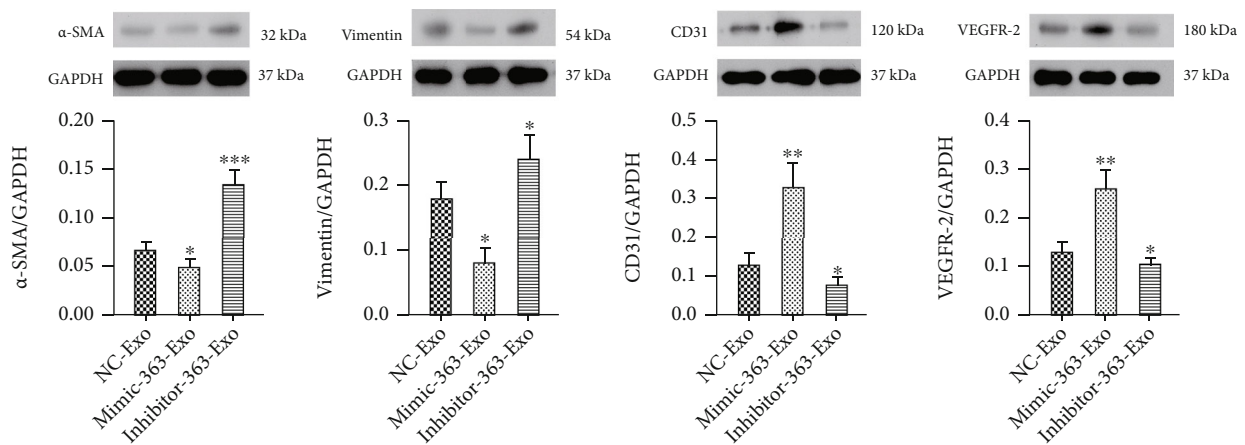 α-SMA 32 kDa
GAPDH 37 kDa
α-SMA/GAPDH
0.20
***
0.15
0.10
*
0.05
0.00
NC-Exo
Mimic-363-Exo
Inhibitor-363-Exo
Vimentin 54 kDa
GAPDH 37 kDa
Vimentin/GAPDH
0.3
*
0.2
*
0.1
0.0
NC-Exo
Mimic-363-Exo
Inhibitor-363-Exo
CD31 120 kDa
GAPDH 37 kDa
CD31/GAPDH
0.5
**
0.4
0.3
0.2
*
0.1
0.0
NC-Exo
Mimic-363-Exo
Inhibitor-363-Exo
VEGFR-2 180 kDa
GAPDH 37 kDa
VEGFR-2/GAPDH
0.4
**
0.3
0.2
*
0.1
0.0
NC-Exo
Mimic-363-Exo
Inhibitor-363-Exo